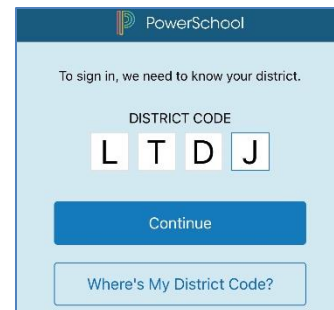 PowerSchool
To sign in, we need to know your district.
DISTRICT CODE
L T D J
Continue
Where's My District Code?